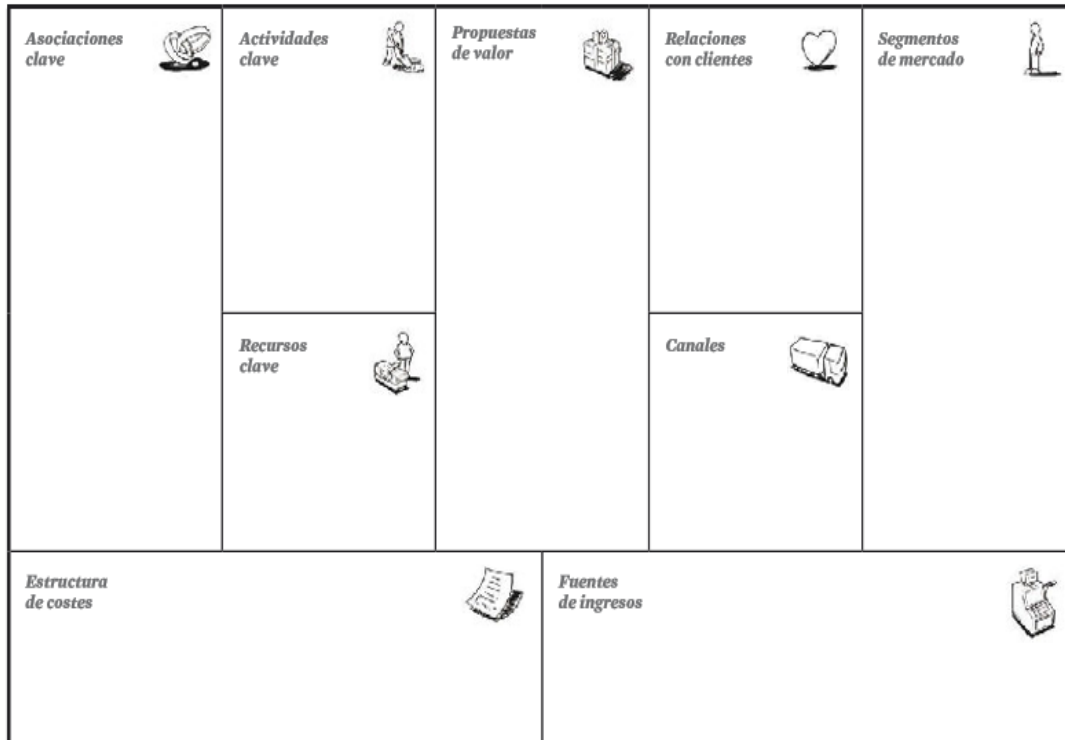 Asociaciones
clave
Actividades
clave
Propuestas
de valor
Relaciones
con clientes
Segmentos
de mercado
Recursos
clave
Canales
Estructura
de costes
Fuentes
de ingresos